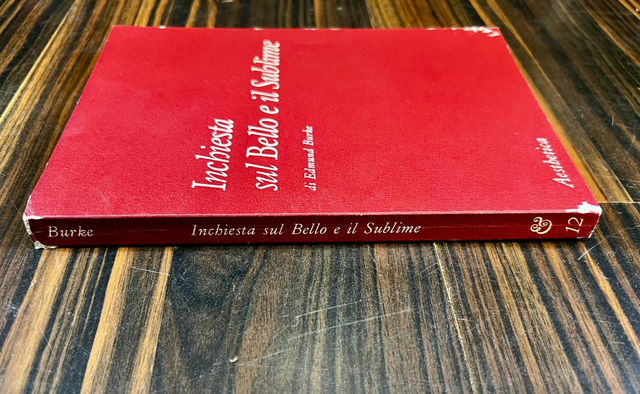 Inchiesta
sul Bello e il Sublime
di Edmund Burke
Aesthetica
Burke Inchiesta sul Bello e il Sublime & 12